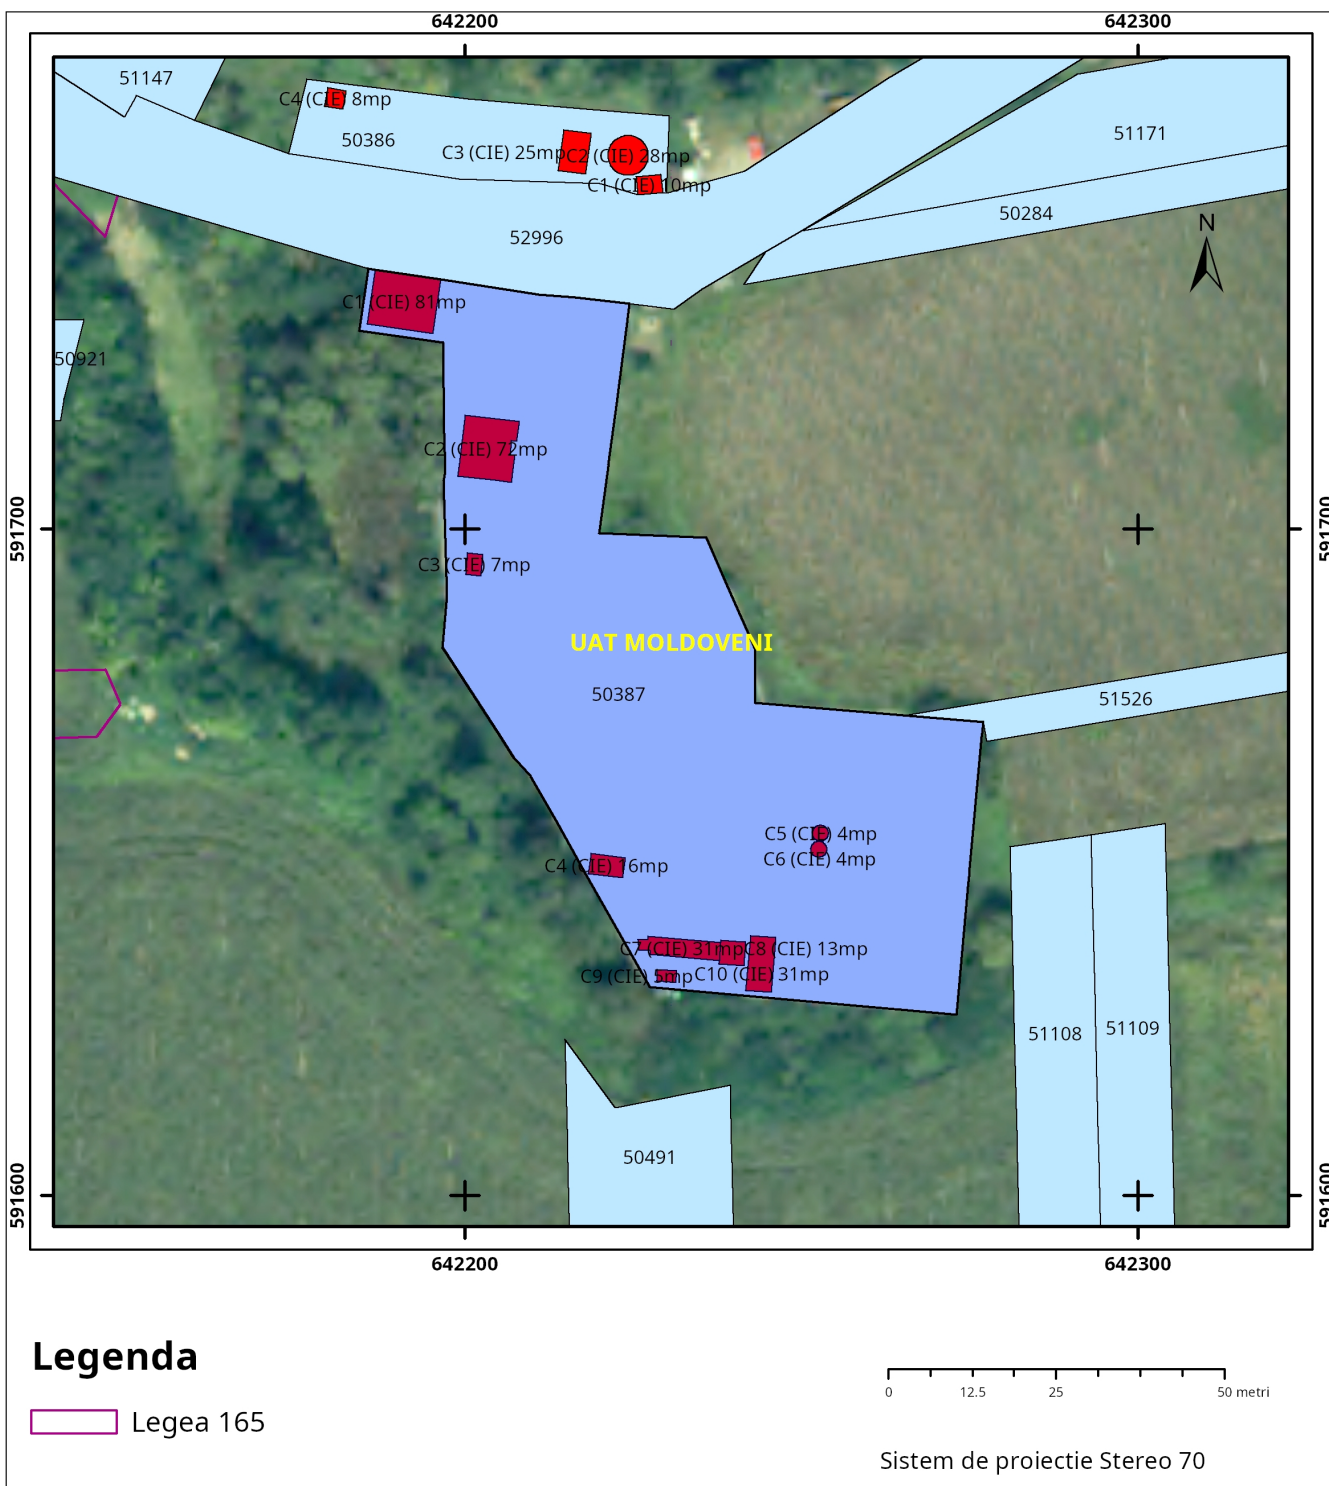 642200 642300
51147
C4 (CIE) 8mp
50386
51171
C3 (CIE) 25mp
C2 (CIE) 28mp
C1 (CIE) 10mp
50284
N
52996
C1 (CIE) 81mp
50921
C2 (CIE) 72mp
591700 591700
C3 (CIE) 7mp
UAT MOLDOVENI
50387
51526
C5 (CIE) 4mp
C6 (CIE) 4mp
C4 (CIE) 16mp
C7 (CIE) 31mp
C8 (CIE) 13mp
C9 (CIE) 5mp
C10 (CIE) 31mp
51108
51109
50491
591600 591600
642200 642300
Legenda
Legea 165
0 12.5 25 50 metri
Sistem de proiectie Stereo 70